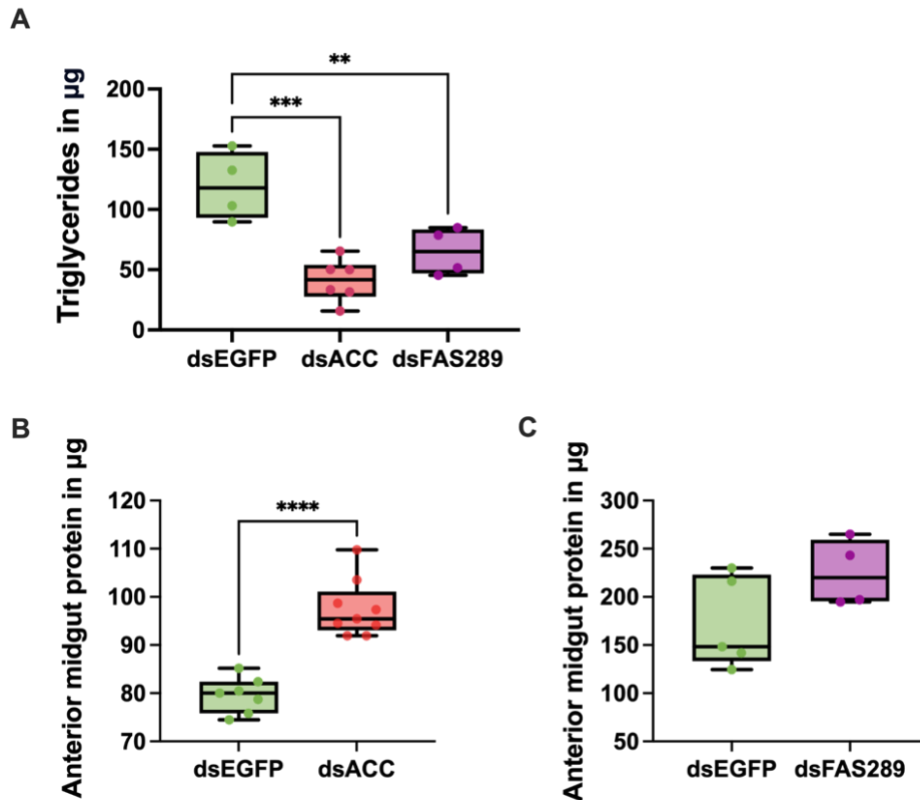 A
Triglycerides in µg
200
150
100
50
0
**
***
dsEGFP dsACC dsFAS289
B
Anterior midgut protein in µg
120
110
100
90
80
70
****
dsEGFP dsACC
C
Anterior midgut protein in µg
300
250
200
150
100
50
dsEGFP dsFAS289